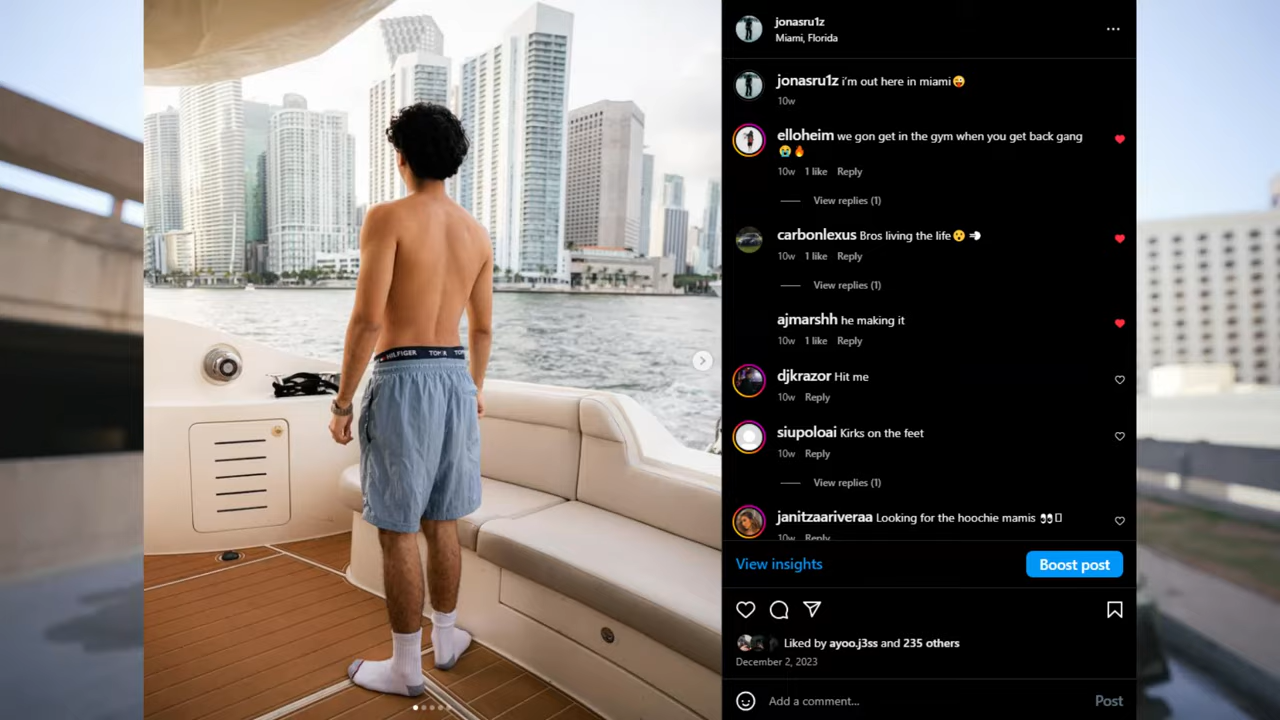 HILFIGER TOM
jonasru1z
Miami, Florida
jonasru1z i'm out here in miami😜
10w
elloheim we gon get in the gym when you get back gang
😭🔥
10w 1 like Reply
View replies (1)
carbonlexus Bros living the life😮‍💨
10w 1 like Reply
View replies (1)
ajmarshh he making it
10w 1 like Reply
djkrazor Hit me
10w Reply
siupoloai Kirks on the feet
10w Reply
View replies (1)
janitzaariveraa Looking for the hoochie mamis 👀
10w Reply
View insights
Boost post
Liked by ayoo.j3ss and 235 others
December 2, 2023
Add a comment...
Post